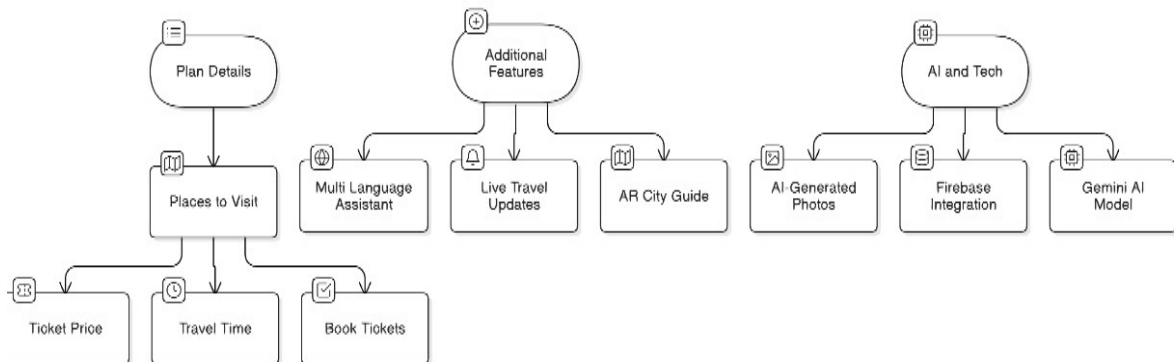 Plan Details
Additional
Features
AI and Tech
Places to Visit
Multi Language
Assistant
Live Travel
Updates
AR City Guide
AI-Generated
Photos
Firebase
Integration
Gemini AI
Model
Ticket Price
Travel Time
Book Tickets